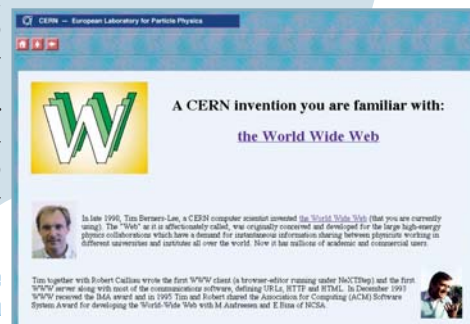 CERN – European Laboratory for Particle Physics
A CERN invention you are familiar with:
the World Wide Web
In late 1990, Tim Berners-Lee, a CERN computer scientist invented the World Wide Web (that you are currently
using). The "Web" as it is affectionately called, was originally conceived and developed for the large high-energy
physics collaborations which have a demand for instantaneous information sharing between physicists working in
different universities and institutes all over the world. Now it has millions of academic and commercial users.
Tim together with Robert Cailliau wrote the first WWW client (a browser-editor running under NeXTStep) and the first
WWW server along with most of the communications software, defining URLs, HTTP and HTML. In December 1993
WWW received the IMA award and in 1995 Tim and Robert shared the Association for Computing (ACM) Software
System Award for developing the World-Wide Web with M.Andreesen and E.Bina of NCSA.